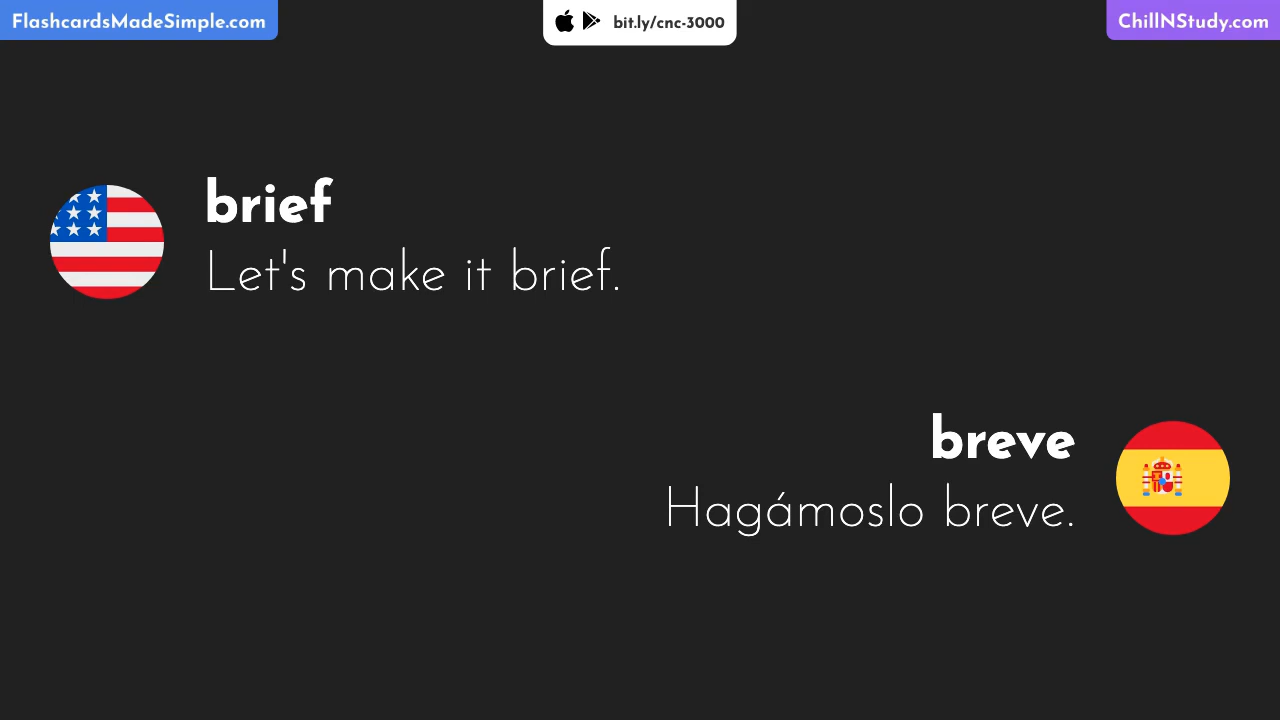 FlashcardsMadeSimple.com
bit.ly/cnc-3000
ChillNStudy.com
brief
Let's make it brief.
breve
Hagámoslo breve.